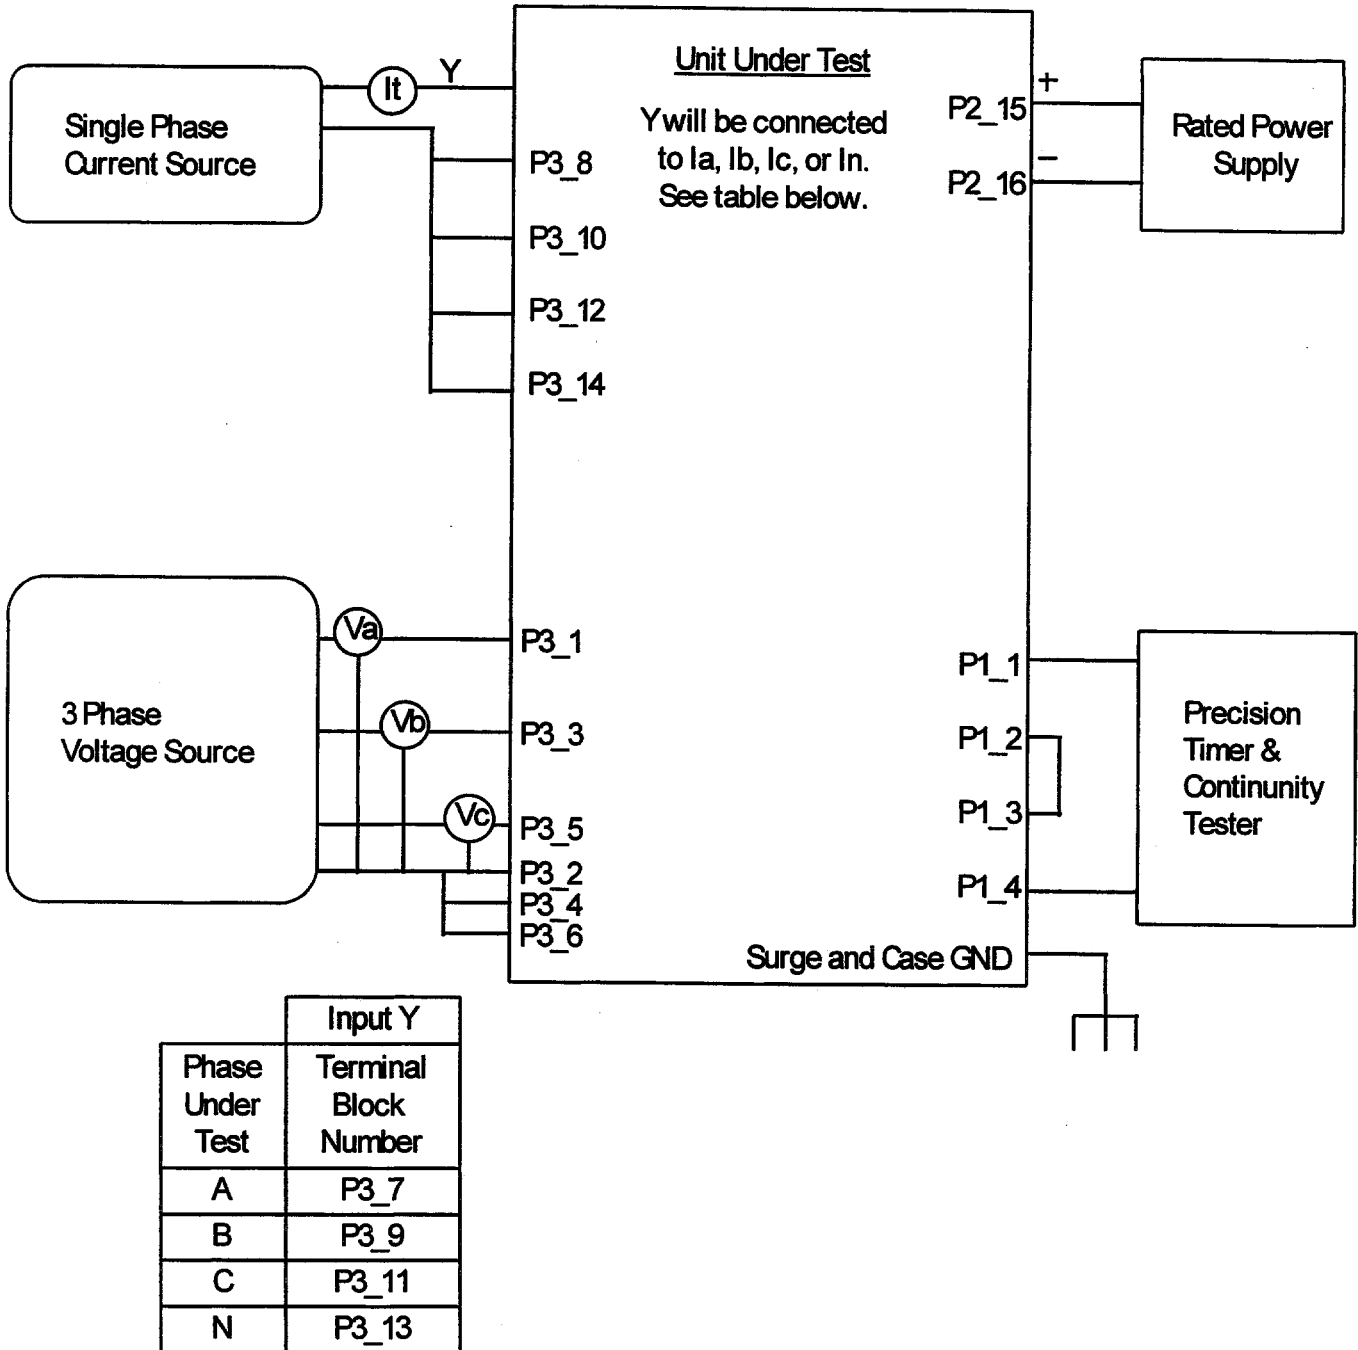 Unit Under Test
Y will be connected
to Ia, Ib, Ic, or In.
See table below.
Single Phase
Current Source
It
Y
P3_8
P3_10
P3_12
P3_14
+
P2_15
−
P2_16
Rated Power
Supply
3 Phase
Voltage Source
Va
Vb
Vc
P3_1
P3_3
P3_5
P3_2
P3_4
P3_6
P1_1
P1_2
P1_3
P1_4
Precision
Timer &
Continunity
Tester
Surge and Case GND
Input Y
Phase
Under
Test
Terminal
Block
Number
A P3_7
B P3_9
C P3_11
N P3_13